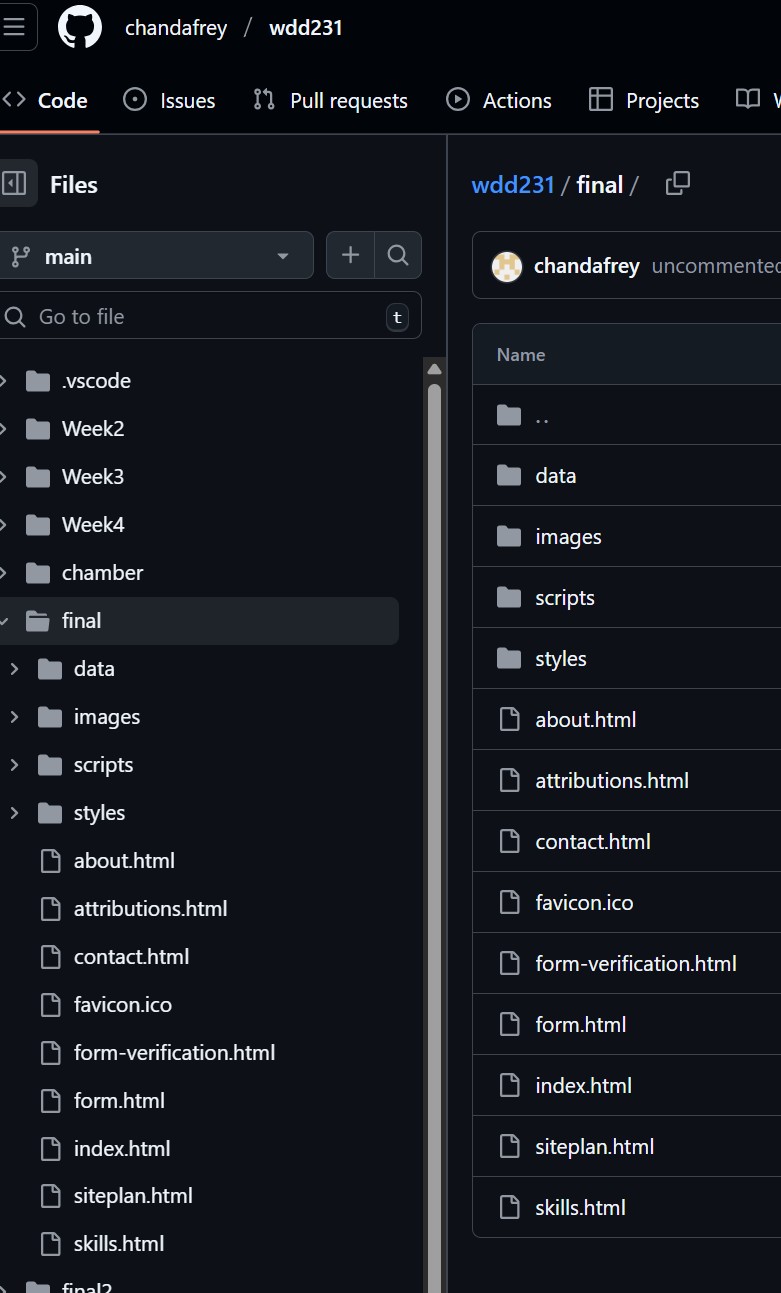 chandafrey / wdd231
Code Issues Pull requests Actions Projects
Files
main
Go to file t
.vscode
Week2
Week3
Week4
chamber
final
data
images
scripts
styles
about.html
attributions.html
contact.html
favicon.ico
form-verification.html
form.html
index.html
siteplan.html
skills.html
final2
wdd231 / final /
chandafrey uncommented
Name
..
data
images
scripts
styles
about.html
attributions.html
contact.html
favicon.ico
form-verification.html
form.html
index.html
siteplan.html
skills.html